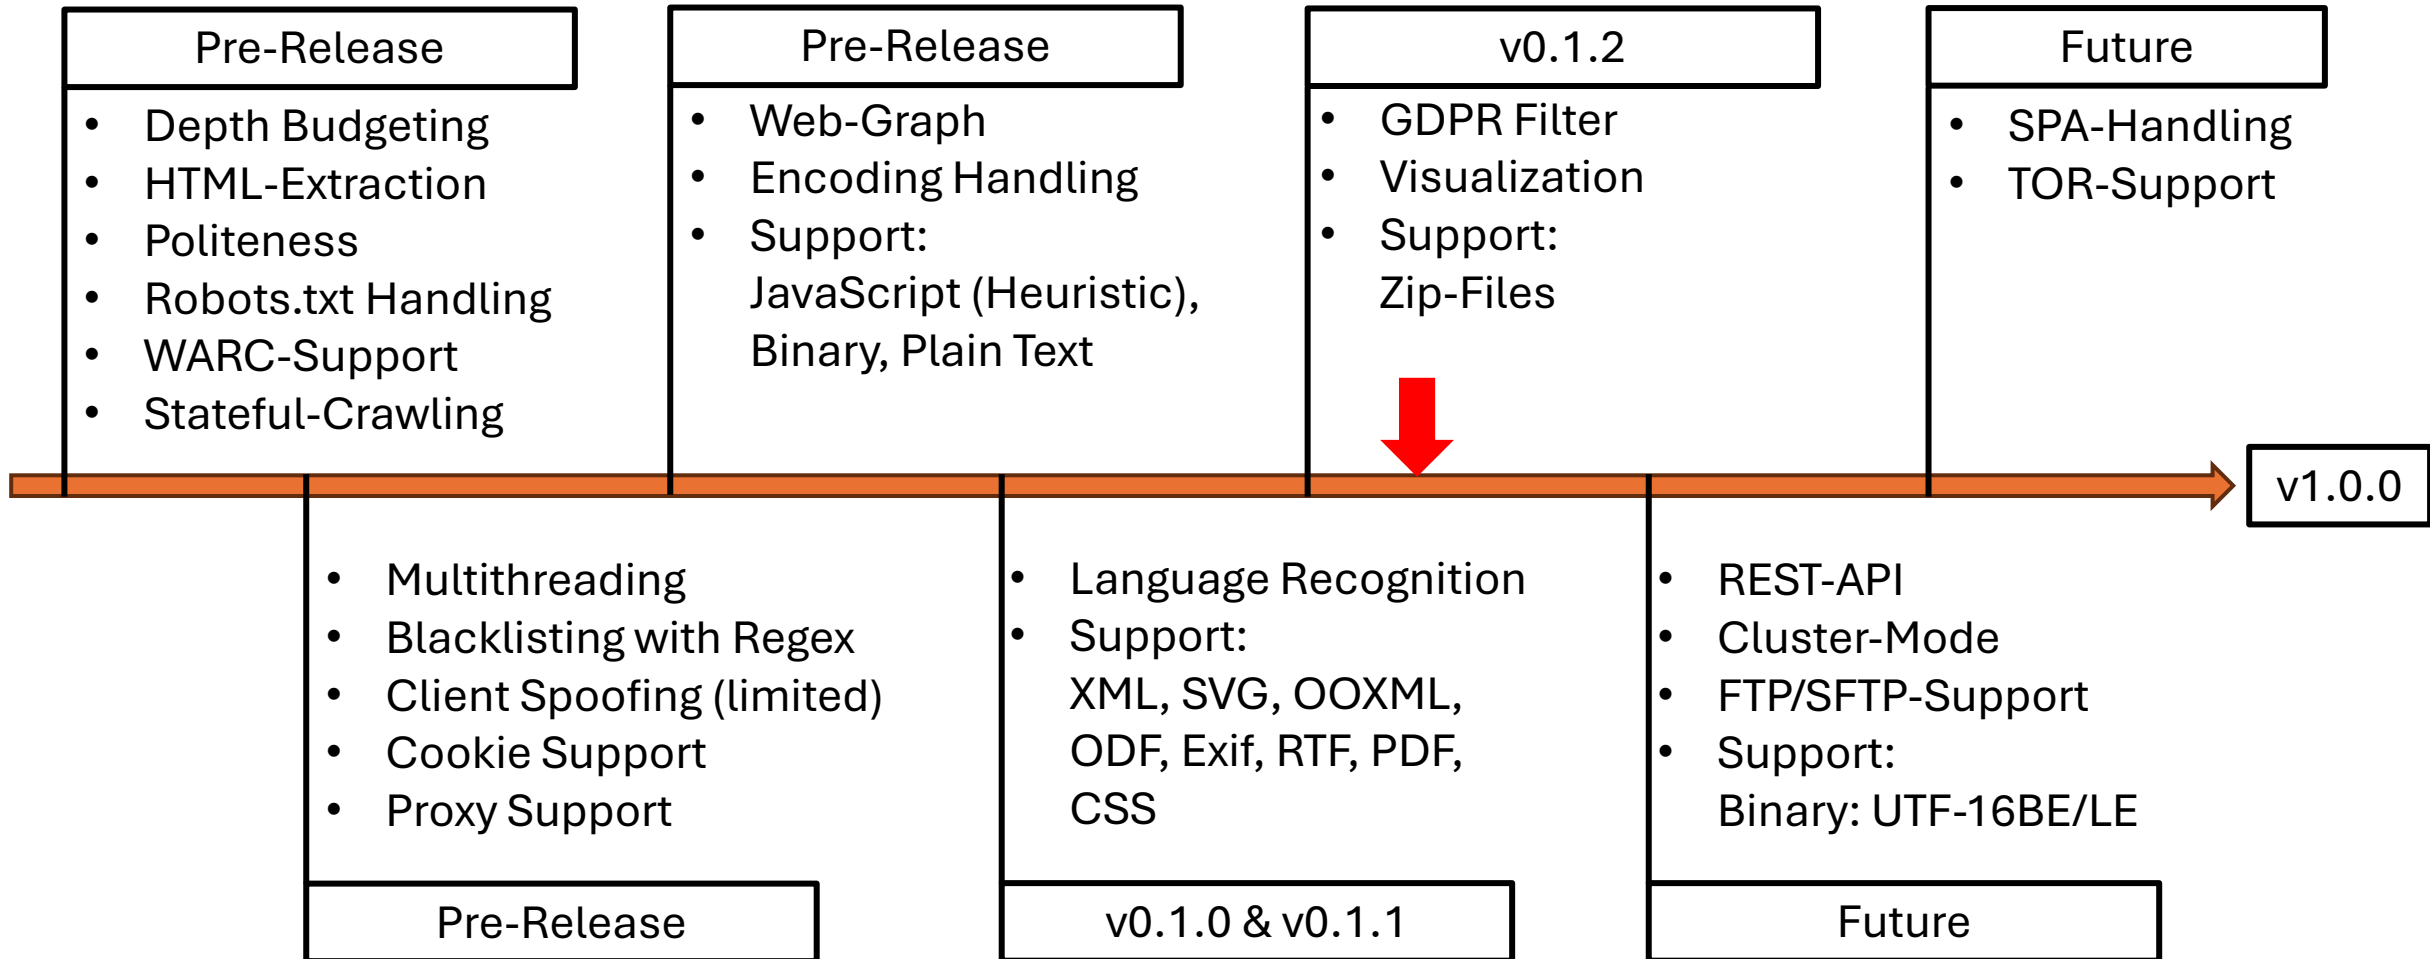 Pre-Release
• Depth Budgeting
• HTML-Extraction
• Politeness
• Robots.txt Handling
• WARC-Support
• Stateful-Crawling
Pre-Release
• Web-Graph
• Encoding Handling
• Support:
JavaScript (Heuristic),
Binary, Plain Text
v0.1.2
• GDPR Filter
• Visualization
• Support:
Zip-Files
Future
• SPA-Handling
• TOR-Support
v1.0.0
• Multithreading
• Blacklisting with Regex
• Client Spoofing (limited)
• Cookie Support
• Proxy Support
Pre-Release
• Language Recognition
• Support:
XML, SVG, OOXML,
ODF, Exif, RTF, PDF,
CSS
v0.1.0 & v0.1.1
• REST-API
• Cluster-Mode
• FTP/SFTP-Support
• Support:
Binary: UTF-16BE/LE
Future